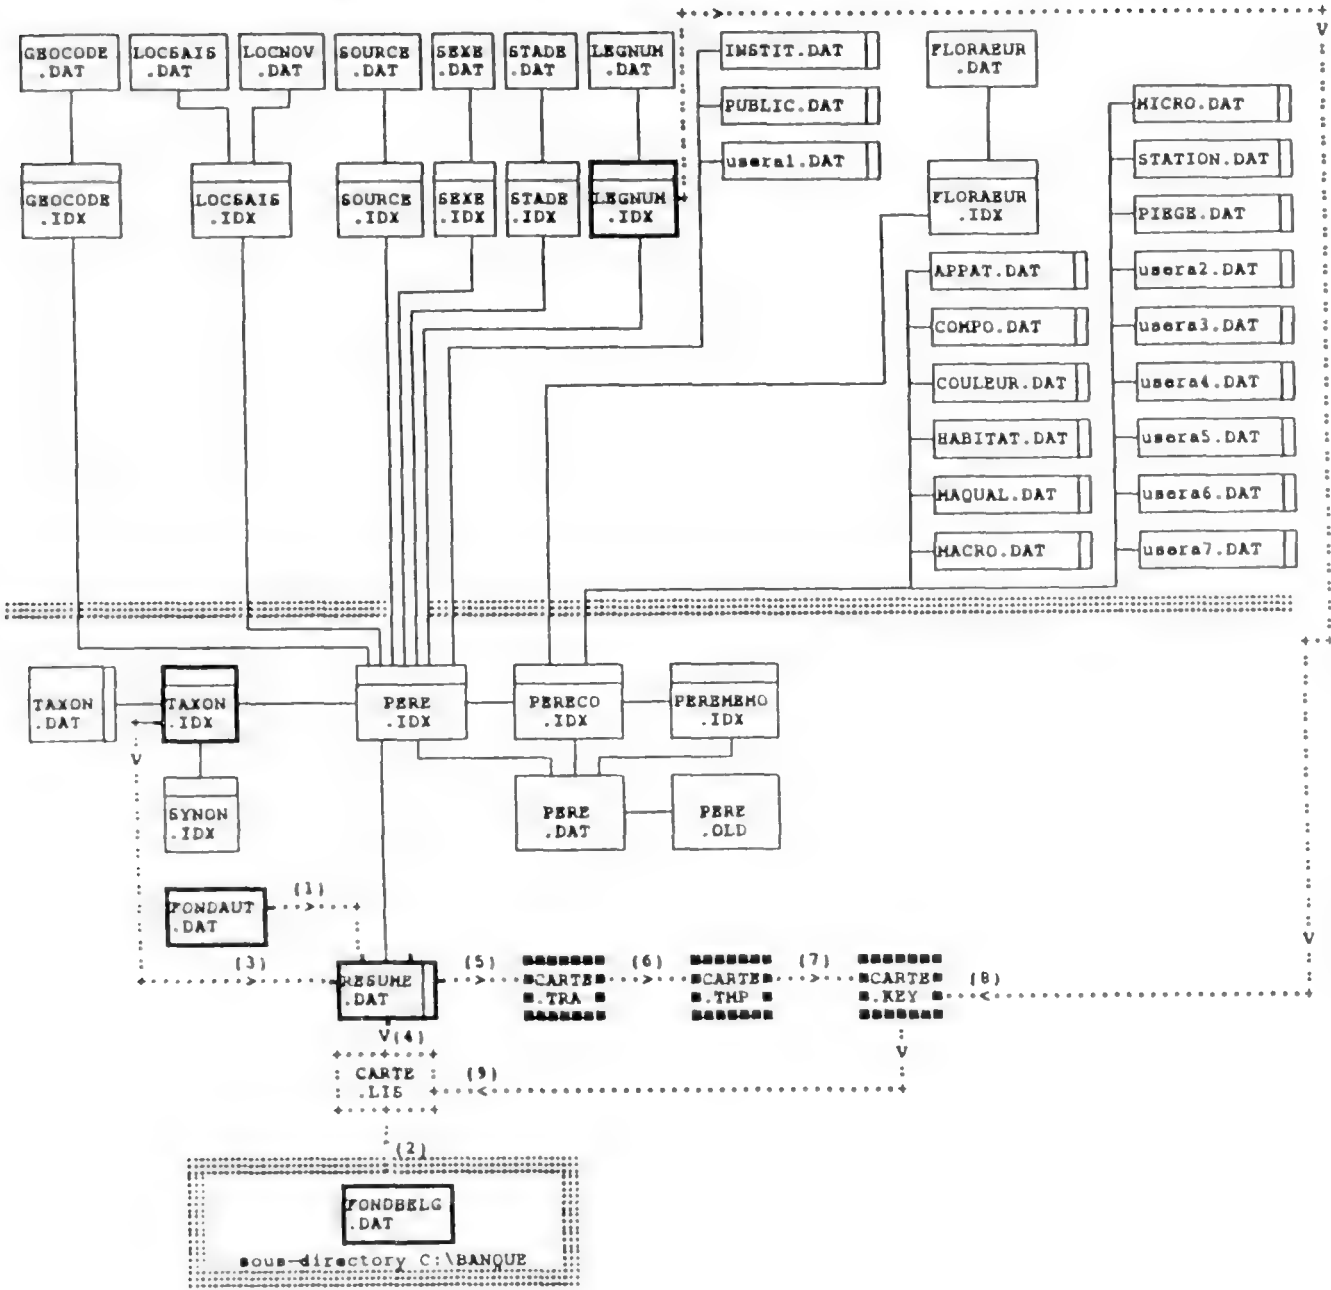 GEOCODE
.DAT
LOCSAIS
.DAT
LOCNOV
.DAT
SOURCE
.DAT
SEXE
.DAT
STADE
.DAT
LEGNUM
.DAT
INSTIT.DAT
PUBLIC.DAT
usera1.DAT
FLORAEUR
.DAT
GEOCODE
.IDX
LOCSAIS
.IDX
SOURCE
.IDX
SEXE
.IDX
STADE
.IDX
LEGNUM
.IDX
FLORAEUR
.IDX
APPAT.DAT
COMPO.DAT
COULEUR.DAT
HABITAT.DAT
MAQUAL.DAT
MACRO.DAT
MICRO.DAT
STATION.DAT
PIEGE.DAT
usera2.DAT
usera3.DAT
usera4.DAT
usera5.DAT
usera6.DAT
usera7.DAT
TAXON
.DAT
TAXON
.IDX
PERE
.IDX
PERECO
.IDX
PEREMEMO
.IDX
SYNON
.IDX
PERE
.DAT
PERE
.OLD
FONDAUT
.DAT
(1)
(3)
RESUME
.DAT
(5)
CARTE
.TRA
(6)
CARTE
.TMP
(7)
CARTE
.KEY
(8)
(4)
CARTE
.LIS
(9)
(2)
FONDBELG
.DAT
sous-directory C:\BANQUE